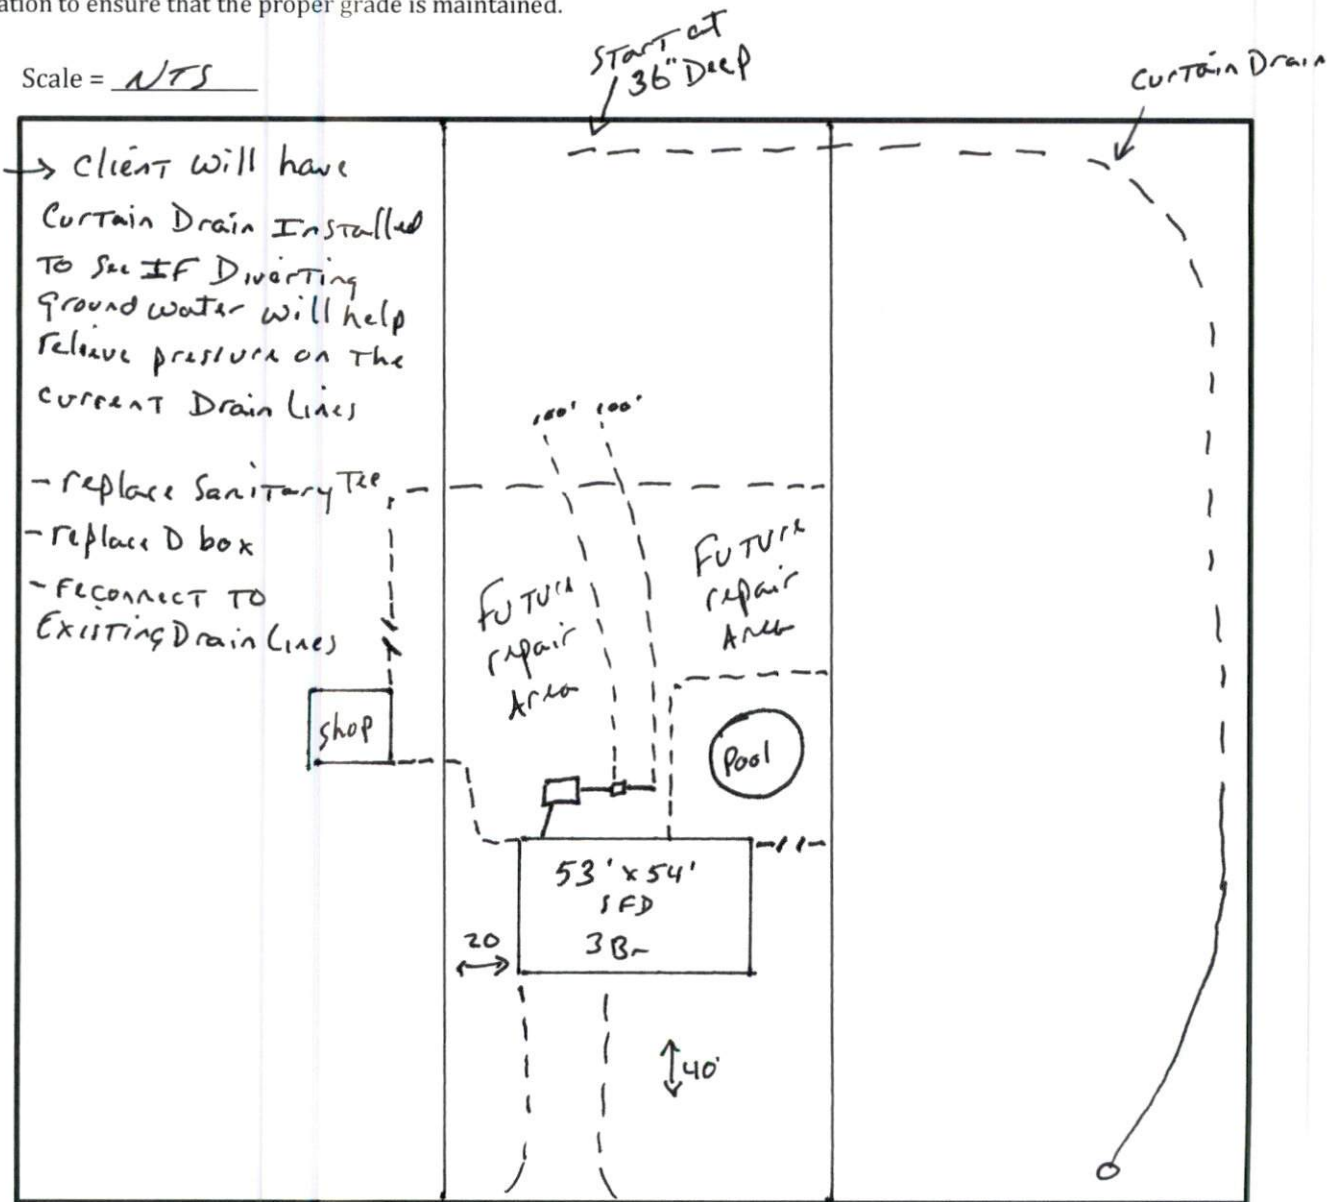 ation to ensure that the proper grade is maintained.
Scale = NTS
Start at
36" Deep
Curtain Drain
→ Client will have
Curtain Drain Installed
To See IF Diverting
Ground water will help
relieve pressure on The
current Drain Lines
- replace Sanitary Tee
- replace D box
- reconnect To
Existing Drain Lines
100' 100'
Future
repair
Area
Future
repair
Area
shop
Pool
53' x 54'
SFD
3 Br
20
40'